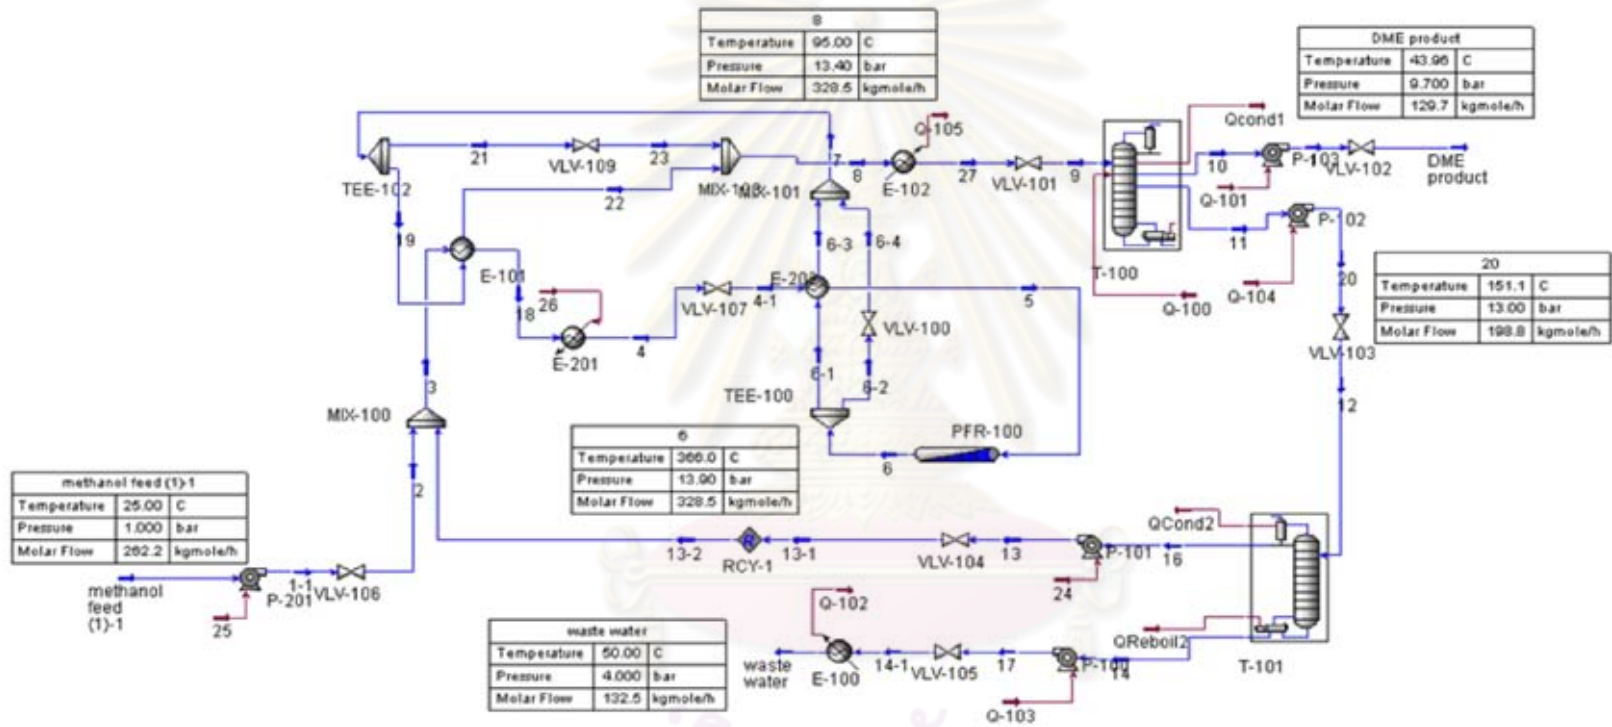 8
Temperature 95.00 C
Pressure 13.40 bar
Molar Flow 328.5 kgmole/h
DME product
Temperature 43.96 C
Pressure 9.700 bar
Molar Flow 129.7 kgmole/h
Q-105
Qcond1
21
VLV-109
23
TEE-102
MIX-101
7
8
E-102
27
VLV-101
9
10
P-103
VLV-102
DME
product
22
Q-101
P-102
11
19
E-101
6-3
6-4
T-100
Q-104
Q-100
20
20
Temperature 151.1 C
Pressure 13.00 bar
Molar Flow 198.8 kgmole/h
26
18
VLV-107
4-1
5
E-201
4
VLV-100
VLV-103
3
6-1
6-2
TEE-100
12
MIX-100
PFR-100
6
6
Temperature 366.0 C
Pressure 13.90 bar
Molar Flow 328.5 kgmole/h
methanol feed (1)-1
Temperature 25.00 C
Pressure 1.000 bar
Molar Flow 262.2 kgmole/h
2
QCond2
13-2
R
RCY-1
13-1
VLV-104
13
P-101
16
24
methanol
feed
(1)-1
P-201
1-1
VLV-106
25
Q-102
QReboil2
T-101
waste water
Temperature 50.00 C
Pressure 4.000 bar
Molar Flow 132.5 kgmole/h
waste
water
E-100
14-1
VLV-105
17
P-100
14
Q-103